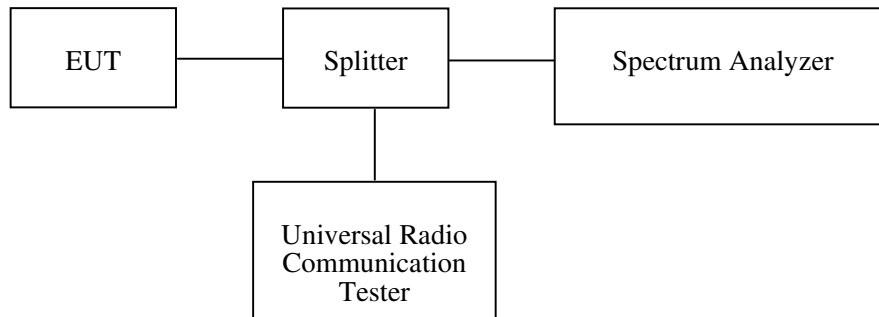 EUT
Splitter
Spectrum Analyzer
Universal Radio
Communication
Tester